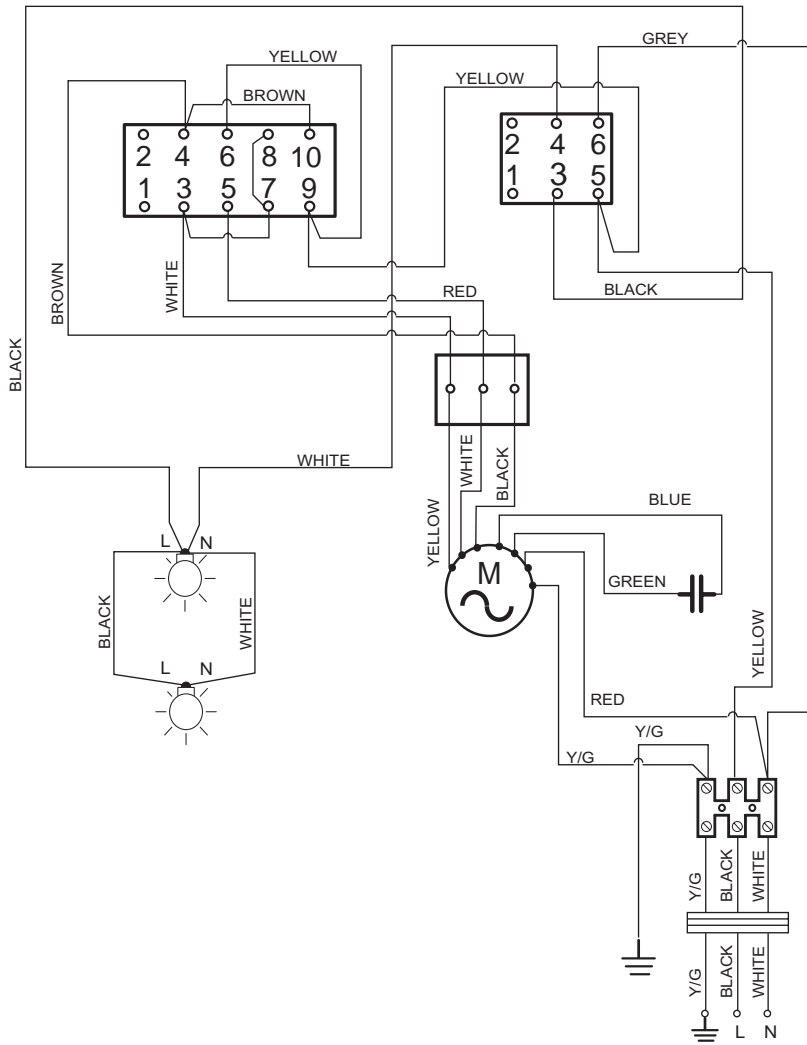 GREY
YELLOW
YELLOW
BROWN
2 4 6 8 10
1 3 5 7 9
2 4 6
1 3 5
BLACK
BROWN
WHITE
RED
BLACK
WHITE
YELLOW
WHITE
BLACK
BLUE
L N
M
GREEN
BLACK
WHITE
YELLOW
L N
RED
Y/G
Y/G
Y/G
BLACK
WHITE
Y/G
BLACK
WHITE
L N